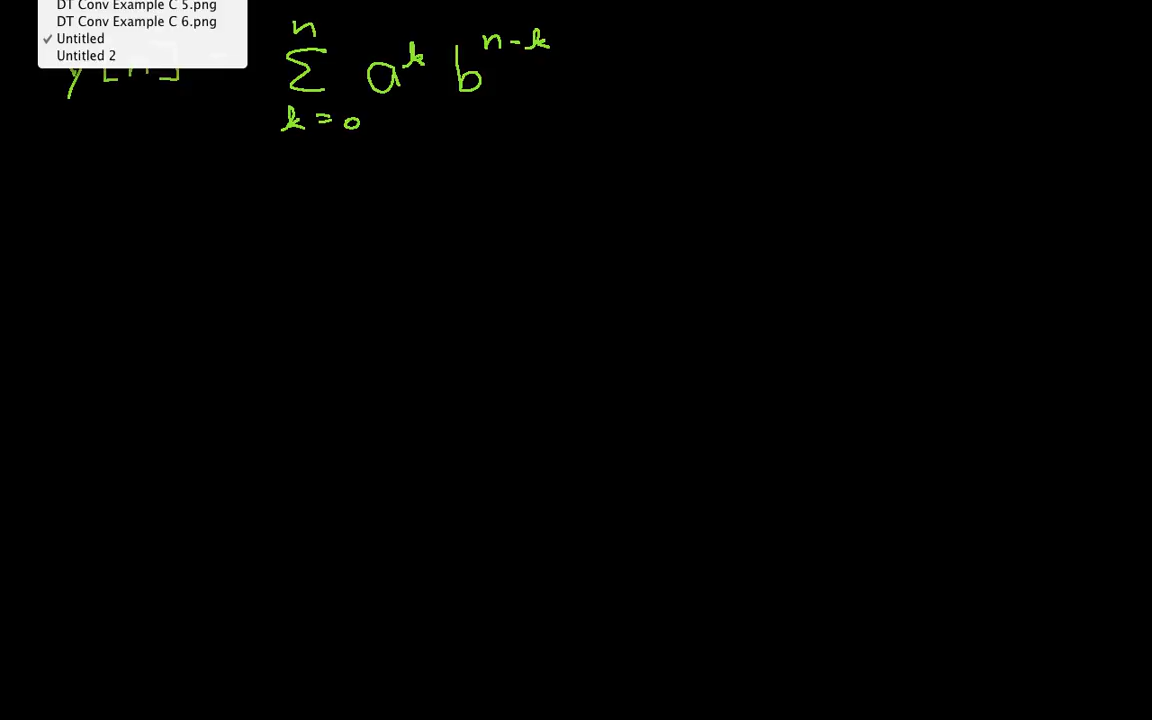 DT Conv Example C 5.png
DT Conv Example C 6.png
✓ Untitled
Untitled 2
n
y[n] = Σ a^k b^{n-k}
k = 0